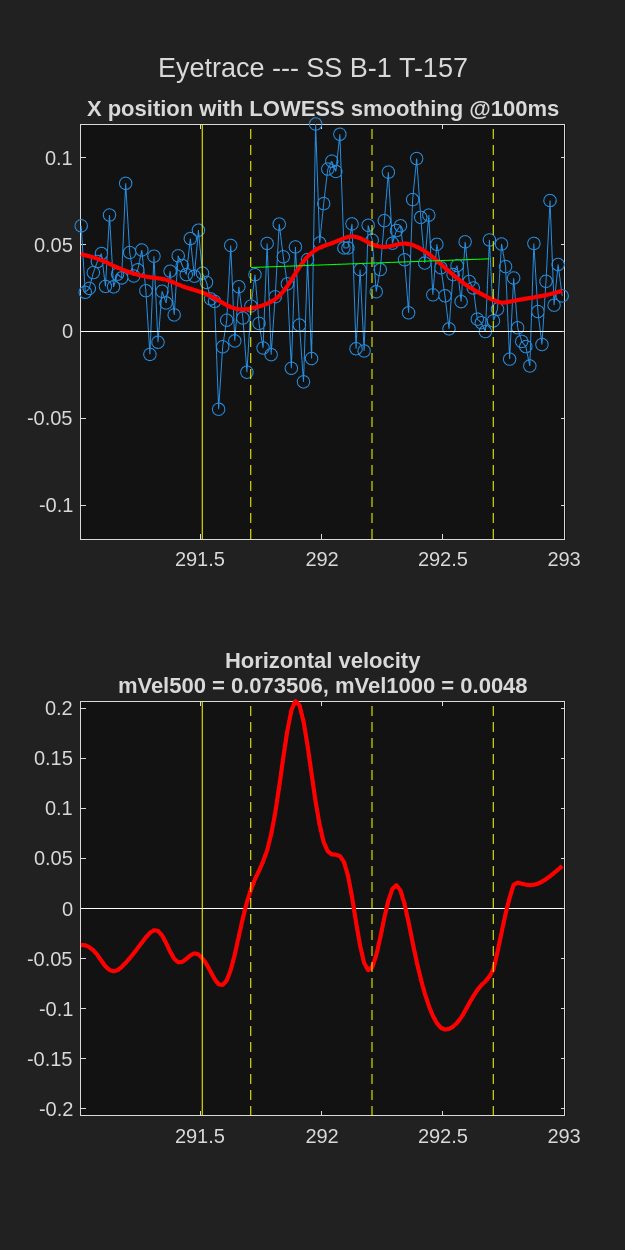 Eyetrace --- SS B-1 T-157
X position with LOWESS smoothing @100ms
0.1
0.05
0
-0.05
-0.1
291.5 292 292.5 293
Horizontal velocity
mVel500 = 0.073506, mVel1000 = 0.0048
0.2
0.15
0.1
0.05
0
-0.05
-0.1
-0.15
-0.2
291.5 292 292.5 293